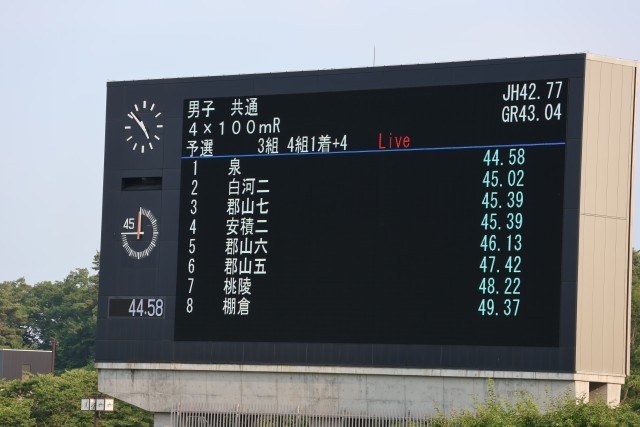 男子 共通 JH42.77
4×100mR GR43.04
予選 3組 4組1着+4 Live
1 泉 44.58
2 白河二 45.02
3 郡山七 45.39
4 安積二 45.39
5 郡山六 46.13
6 郡山五 47.42
7 桃陵 48.22
8 棚倉 49.37
45
44.58